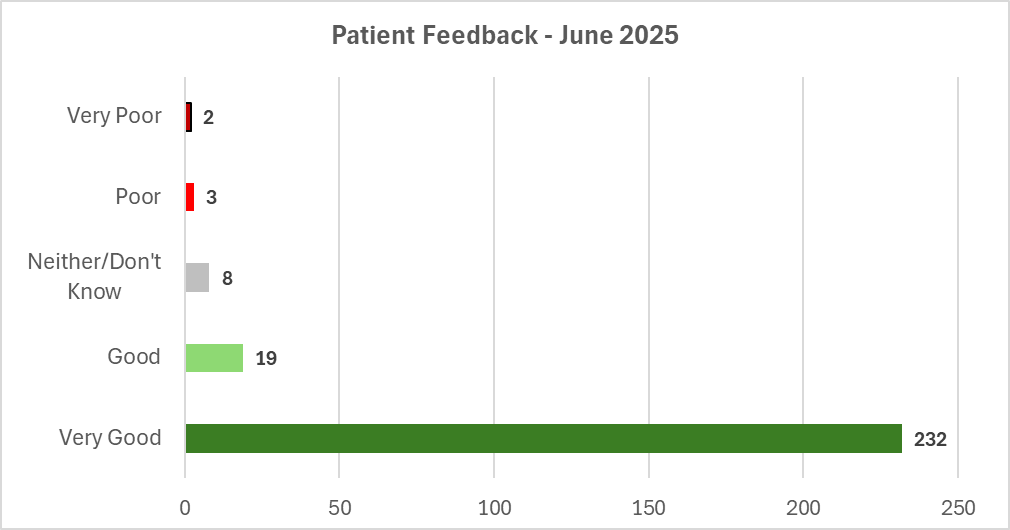 Patient Feedback - June 2025
Very Poor
2
Poor
3
Neither/Don't
Know
8
Good
19
Very Good
232
0 50 100 150 200 250